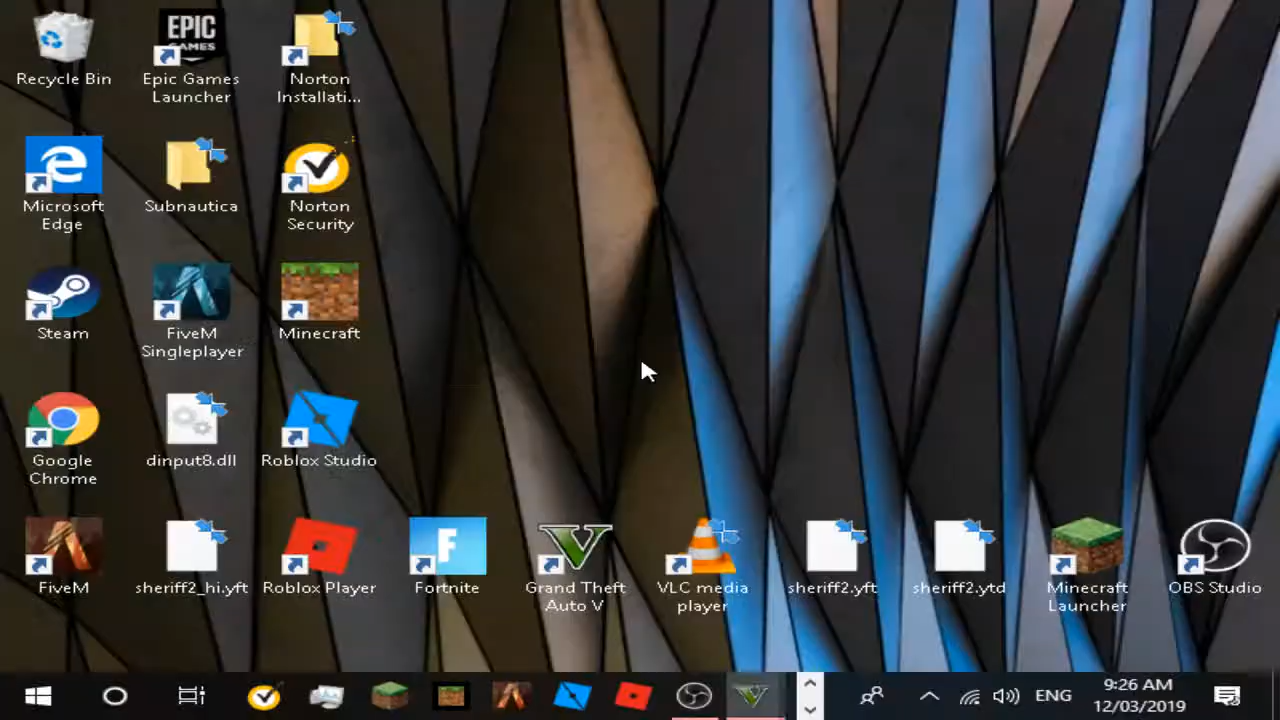 EPIC
GAMES
Recycle Bin
Epic Games
Launcher
Norton
Installati...
Microsoft
Edge
Subnautica
Norton
Security
Steam
FiveM
Singleplayer
Minecraft
Google
Chrome
dinput8.dll
Roblox Studio
FiveM
sheriff2_hi.yft
Roblox Player
F
Fortnite
V
Grand Theft
Auto V
VLC media
player
sheriff2.yft
sheriff2.ytd
Minecraft
Launcher
OBS Studio
ENG
9:26 AM
12/03/2019